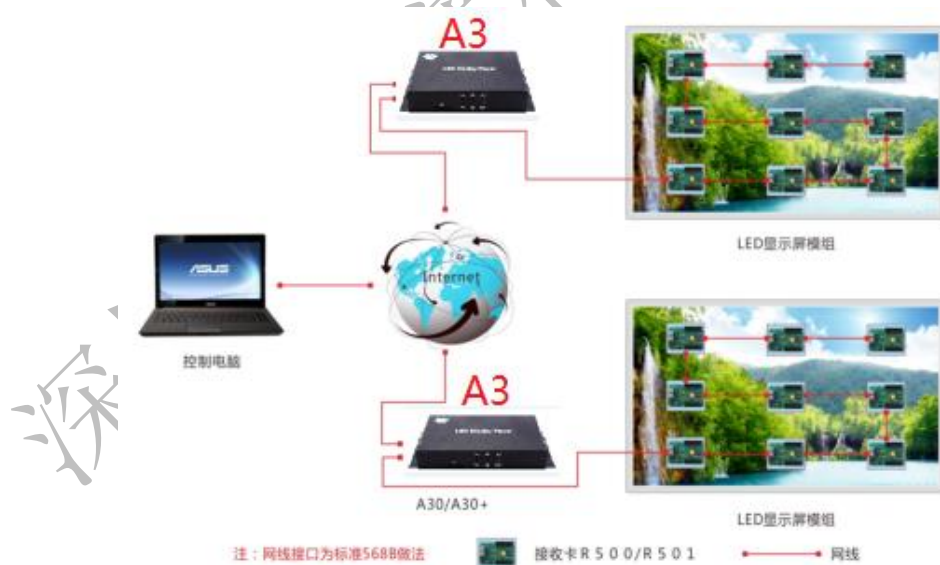 A3
LED显示屏模组
ASUS
Internet
控制电脑
A3
A30/A30+
LED显示屏模组
注：网线接口为标准568B做法
接收卡R500/R501
网线
深